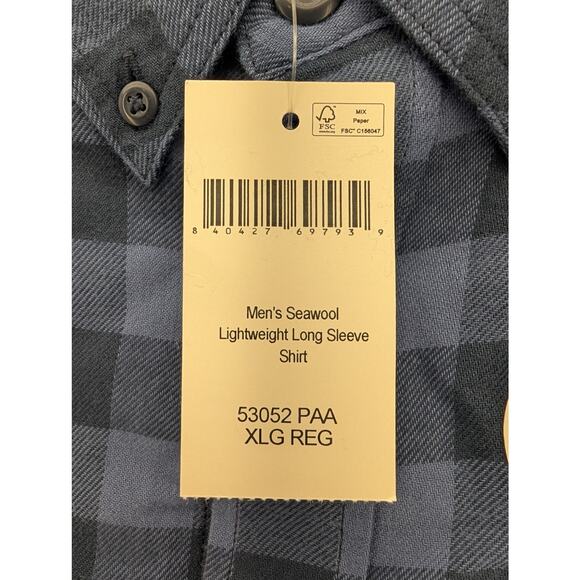 FSC
MIX
Paper
FSC® C156047
8 40427 69793 9
Men's Seawool
Lightweight Long Sleeve
Shirt
53052 PAA
XLG REG